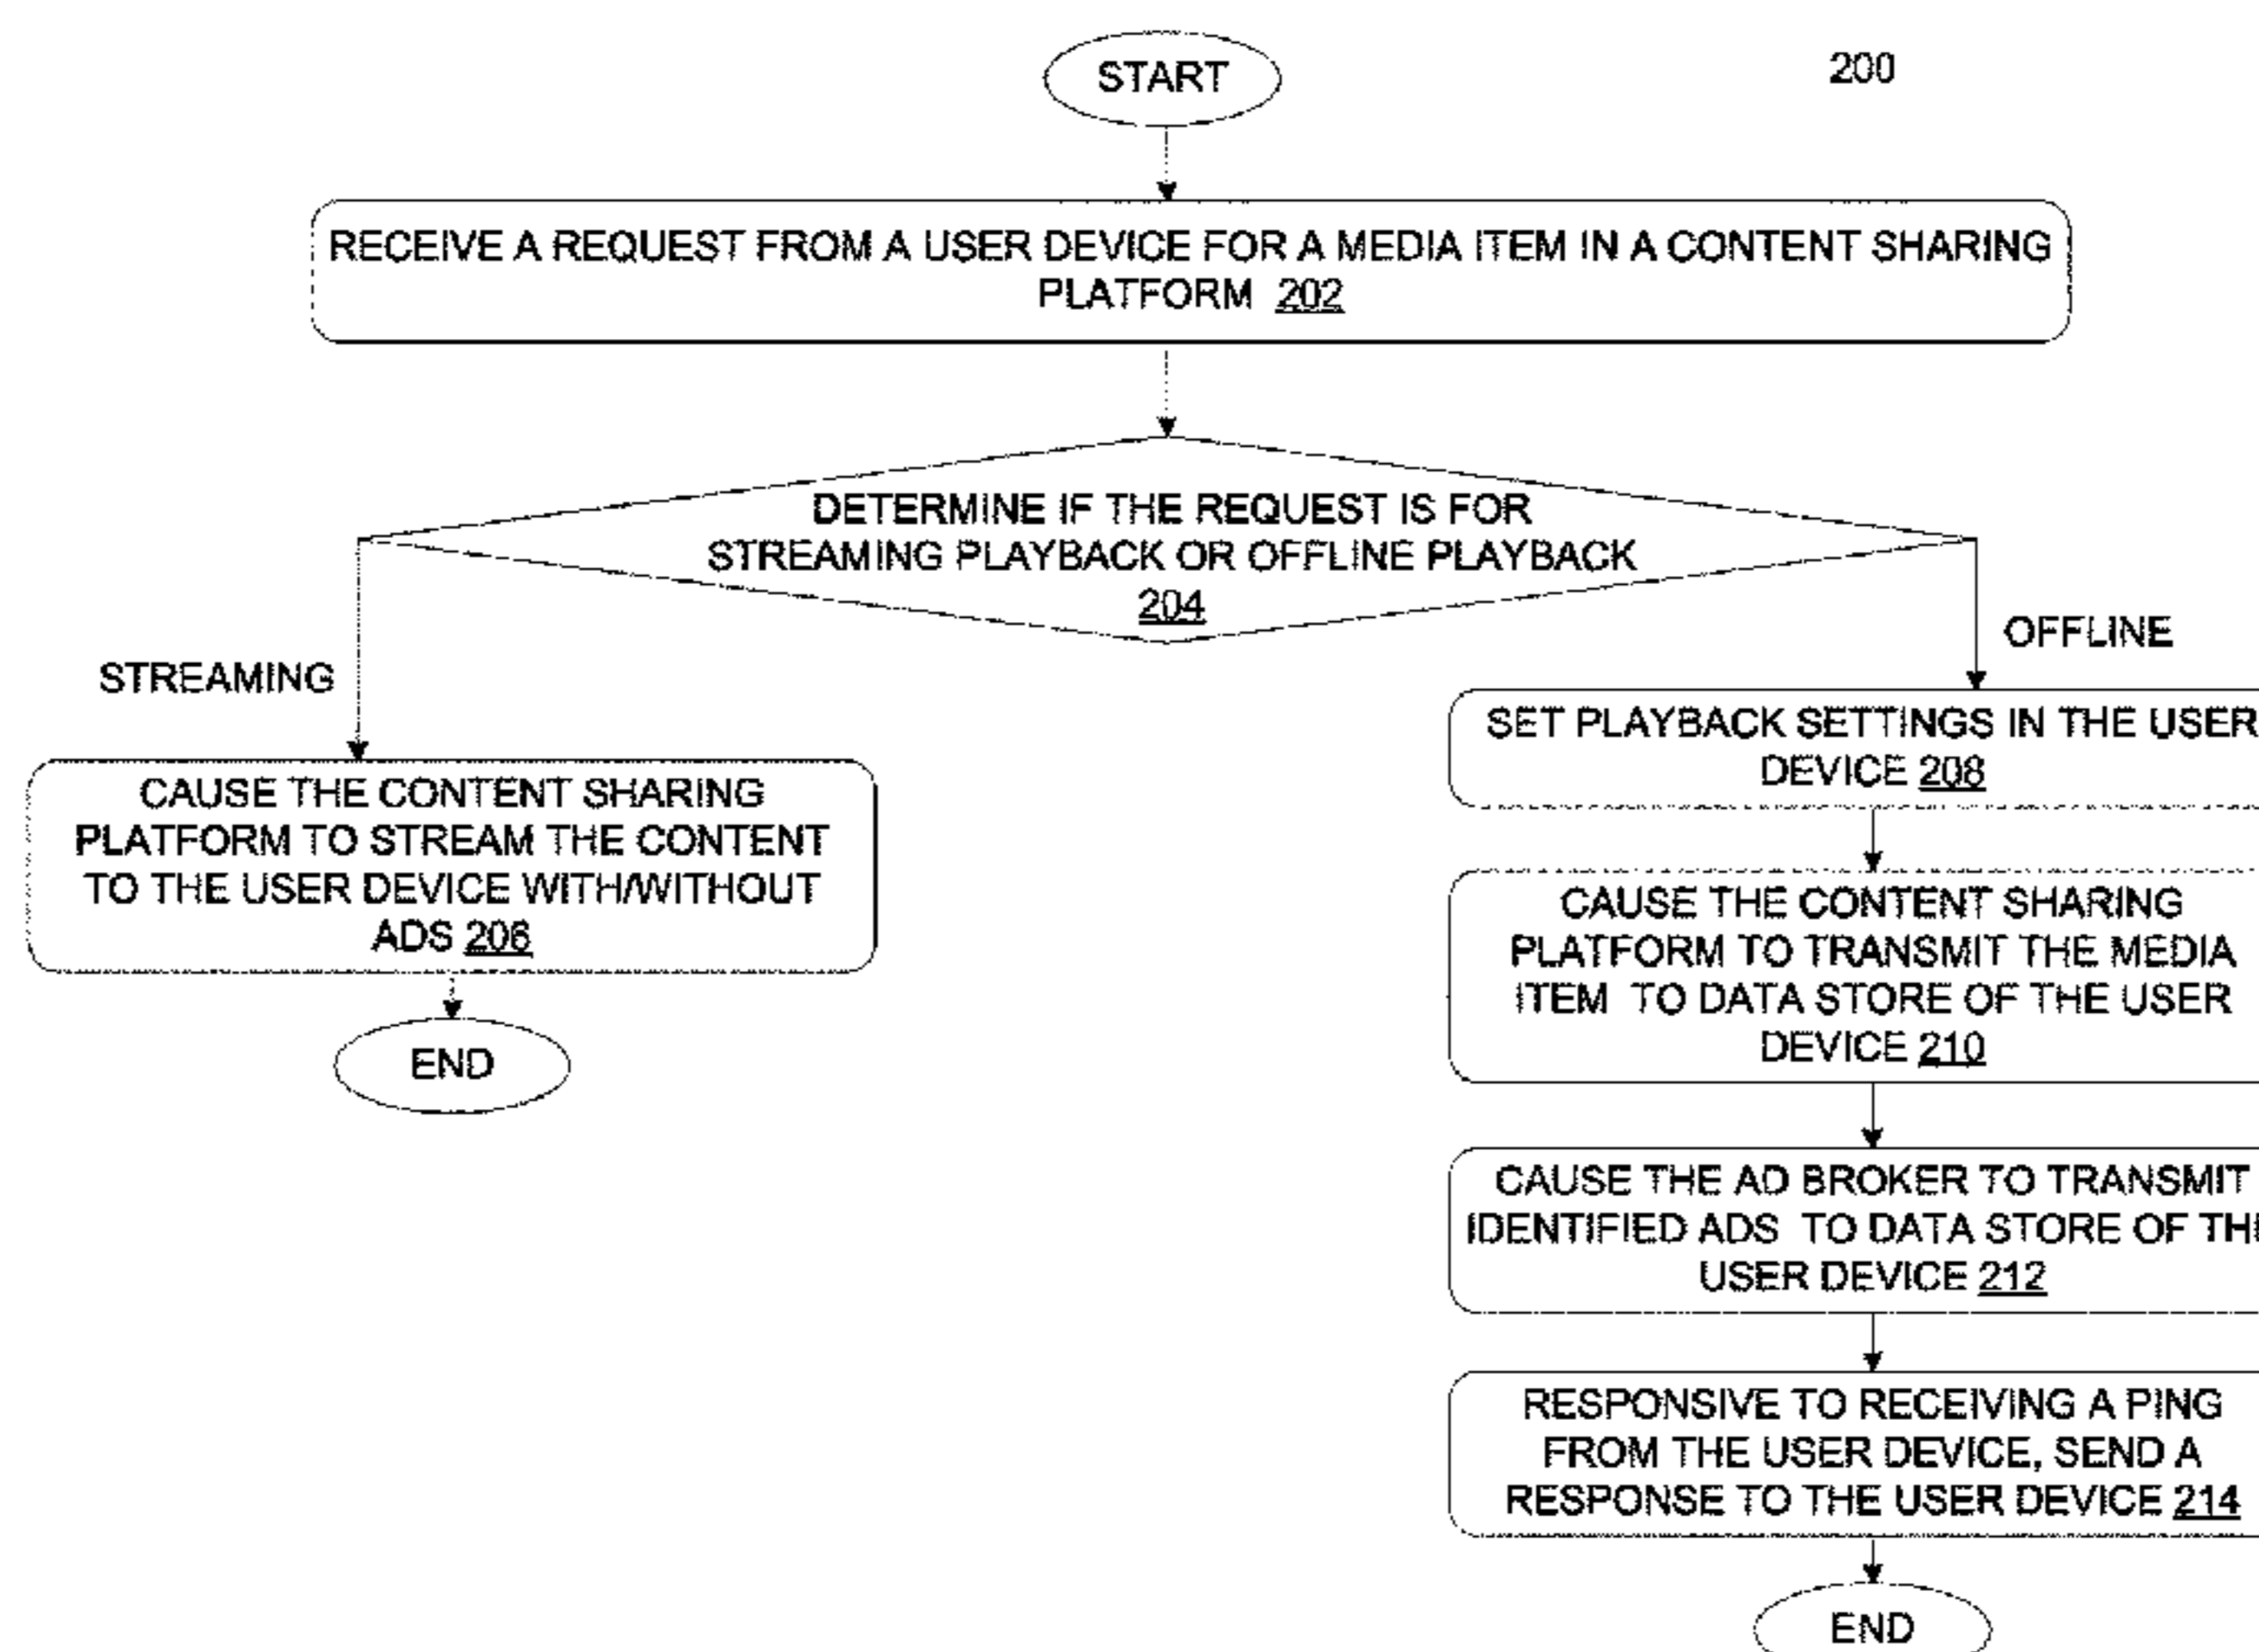 START
200
RECEIVE A REQUEST FROM A USER DEVICE FOR A MEDIA ITEM IN A CONTENT SHARING
PLATFORM 202
DETERMINE IF THE REQUEST IS FOR
STREAMING PLAYBACK OR OFFLINE PLAYBACK
204
STREAMING
CAUSE THE CONTENT SHARING
PLATFORM TO STREAM THE CONTENT
TO THE USER DEVICE WITH/WITHOUT
ADS 206
END
OFFLINE
SET PLAYBACK SETTINGS IN THE USER
DEVICE 208
CAUSE THE CONTENT SHARING
PLATFORM TO TRANSMIT THE MEDIA
ITEM TO DATA STORE OF THE USER
DEVICE 210
CAUSE THE AD BROKER TO TRANSMIT
IDENTIFIED ADS TO DATA STORE OF THE
USER DEVICE 212
RESPONSIVE TO RECEIVING A PING
FROM THE USER DEVICE, SEND A
RESPONSE TO THE USER DEVICE 214
END